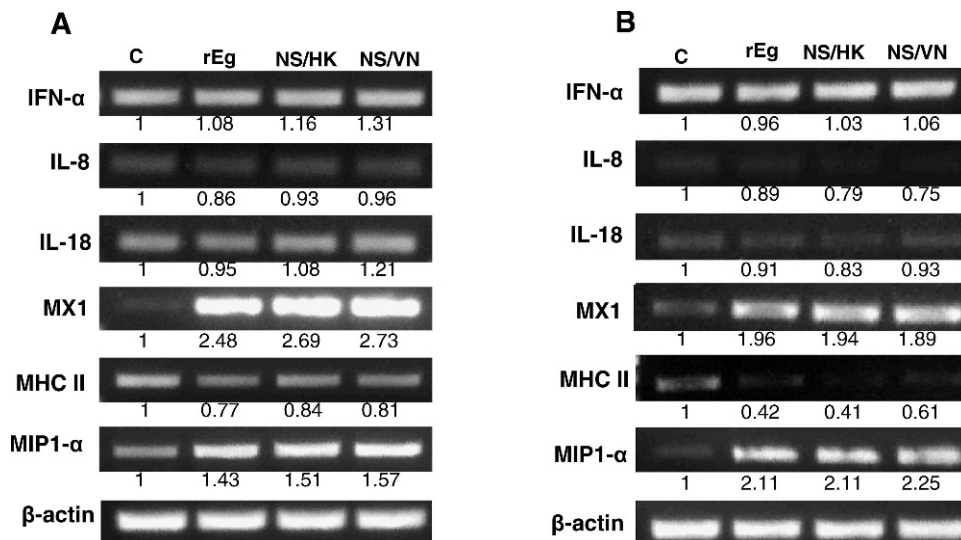 A
C rEg NS/HK NS/VN
IFN-α
1 1.08 1.16 1.31
IL-8
1 0.86 0.93 0.96
IL-18
1 0.95 1.08 1.21
MX1
1 2.48 2.69 2.73
MHC II
1 0.77 0.84 0.81
MIP1-α
1 1.43 1.51 1.57
β-actin
B
C rEg NS/HK NS/VN
IFN-α
1 0.96 1.03 1.06
IL-8
1 0.89 0.79 0.75
IL-18
1 0.91 0.83 0.93
MX1
1 1.96 1.94 1.89
MHC II
1 0.42 0.41 0.61
MIP1-α
1 2.11 2.11 2.25
β-actin